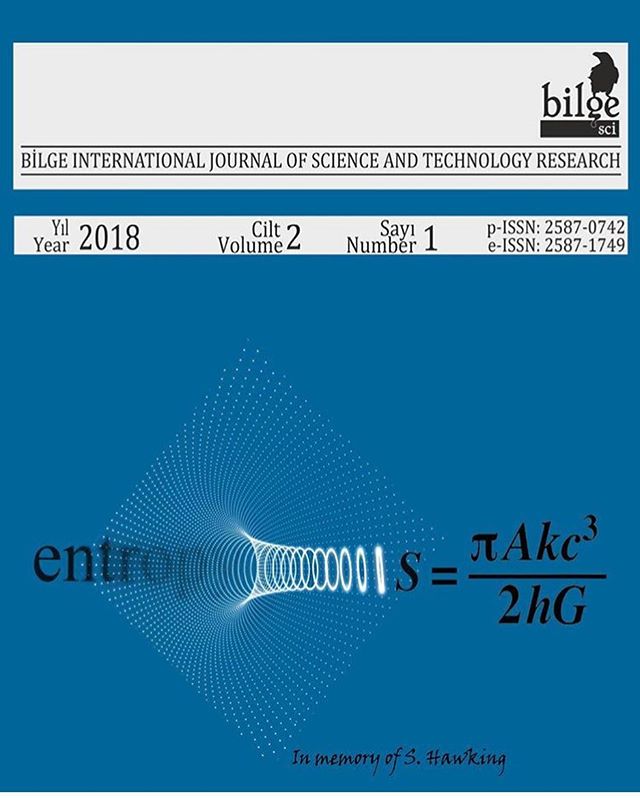 bilge
sci
BİLGE INTERNATIONAL JOURNAL OF SCIENCE AND TECHNOLOGY RESEARCH
Yıl
Year 2018
Cilt
Volume 2
Sayı
Number 1
p-ISSN: 2587-0742
e-ISSN: 2587-1749
entrop
S = πAkc³ / 2hG
In memory of S. Hawking